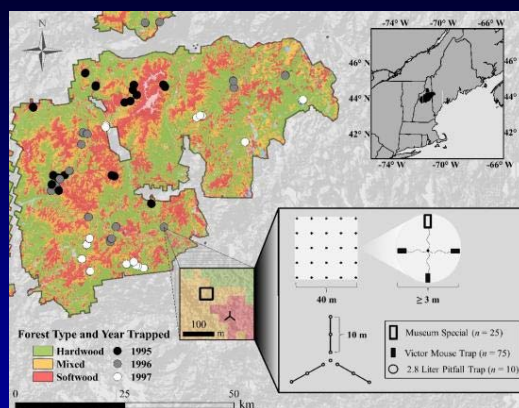 N
-74° -70° -66°
46° 46°
44° 44°
42° 42°
-74° -70° -66°
40 m
≥ 3 m
10 m
100
m
Museum Special (n = 25)
Victor Mouse Trap (n = 75)
2.8 Liter Pitfall Trap (n = 10)
Forest Type and Year Trapped
Hardwood 1995
Mixed 1996
Softwood 1997
0 25 50
km